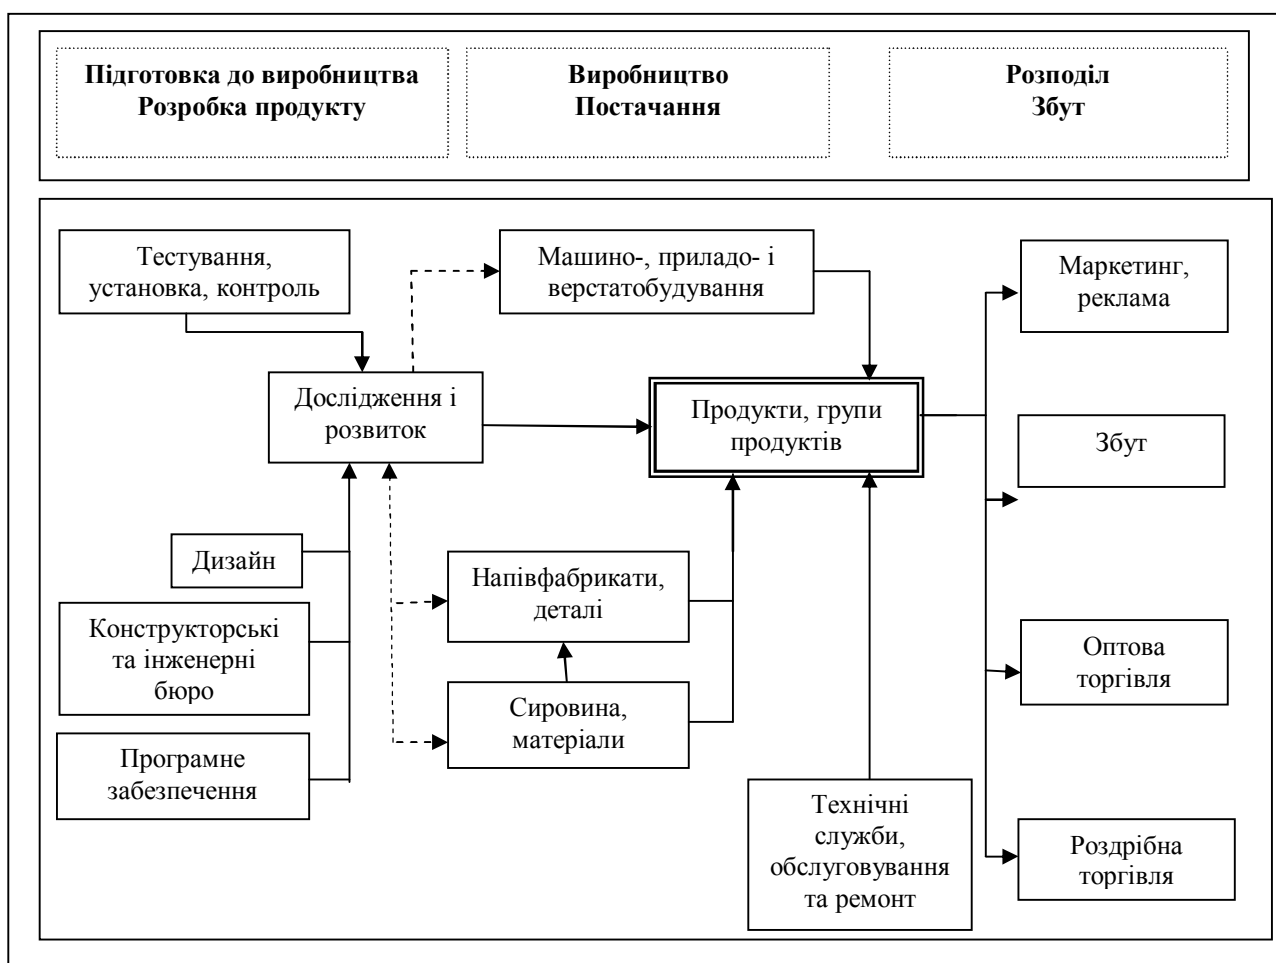 Підготовка до виробництва
Розробка продукту
Виробництво
Постачання
Розподіл
Збут
Тестування,
установка, контроль
Машино-, приладо- і
верстатобудування
Маркетинг,
реклама
Дослідження і
розвиток
Продукти, групи
продуктів
Збут
Дизайн
Напівфабрикати,
деталі
Конструкторські
та інженерні
бюро
Оптова
торгівля
Сировина,
матеріали
Програмне
забезпечення
Технічні
служби,
обслуговування
та ремонт
Роздрібна
торгівля